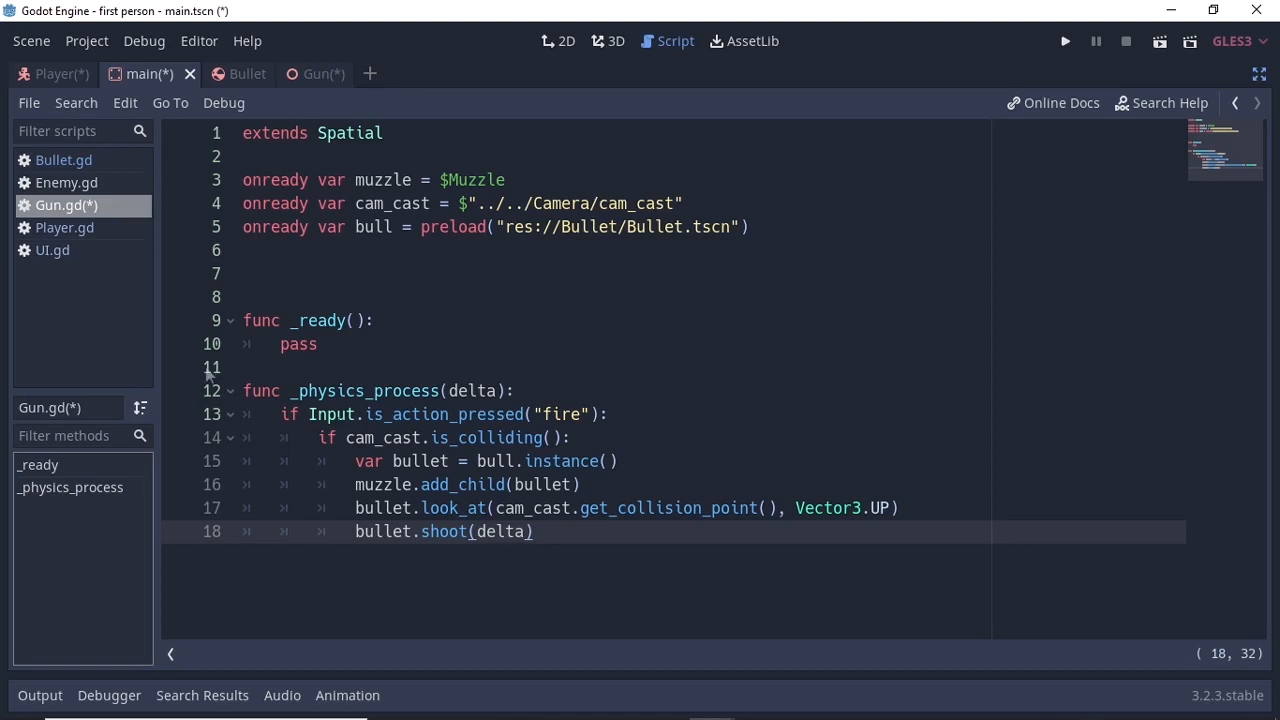 Godot Engine - first person - main.tscn (*)
Scene Project Debug Editor Help 2D 3D Script AssetLib GLES3
Player(*) main(*) Bullet Gun(*)
File Search Edit Go To Debug Online Docs Search Help
Filter scripts
Bullet.gd
Enemy.gd
Gun.gd(*)
Player.gd
UI.gd
Gun.gd(*)
Filter methods
_ready
_physics_process
1 extends Spatial
2
3 onready var muzzle = $Muzzle
4 onready var cam_cast = $"../../Camera/cam_cast"
5 onready var bull = preload("res://Bullet/Bullet.tscn")
6
7
8
9 func _ready():
10 pass
11
12 func _physics_process(delta):
13 if Input.is_action_pressed("fire"):
14 if cam_cast.is_colliding():
15 var bullet = bull.instance()
16 muzzle.add_child(bullet)
17 bullet.look_at(cam_cast.get_collision_point(), Vector3.UP)
18 bullet.shoot(delta)
( 18, 32)
Output Debugger Search Results Audio Animation 3.2.3.stable